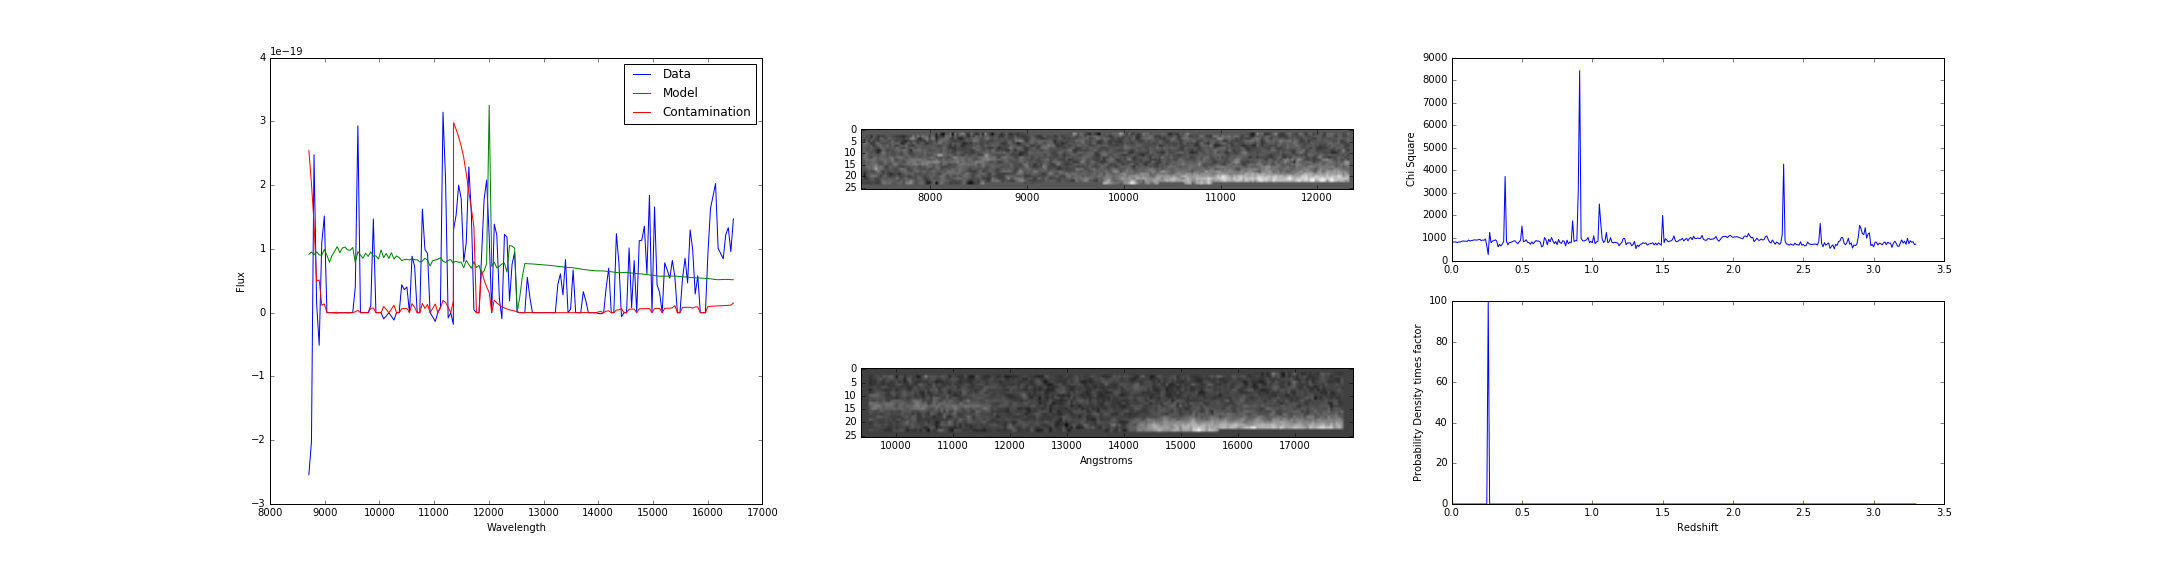 1e−19
4
3
2
1
0
−1
−2
−3
8000 9000 10000 11000 12000 13000 14000 15000 16000 17000
Wavelength
Flux
Data
Model
Contamination
0
5
10
15
20
25
8000 9000 10000 11000 12000
0
5
10
15
20
25
10000 11000 12000 13000 14000 15000 16000 17000
Angstroms
9000
8000
7000
6000
5000
4000
3000
2000
1000
0
0.0 0.5 1.0 1.5 2.0 2.5 3.0 3.5
Chi Square
100
80
60
40
20
0
0.0 0.5 1.0 1.5 2.0 2.5 3.0 3.5
Redshift
Probability Density times factor